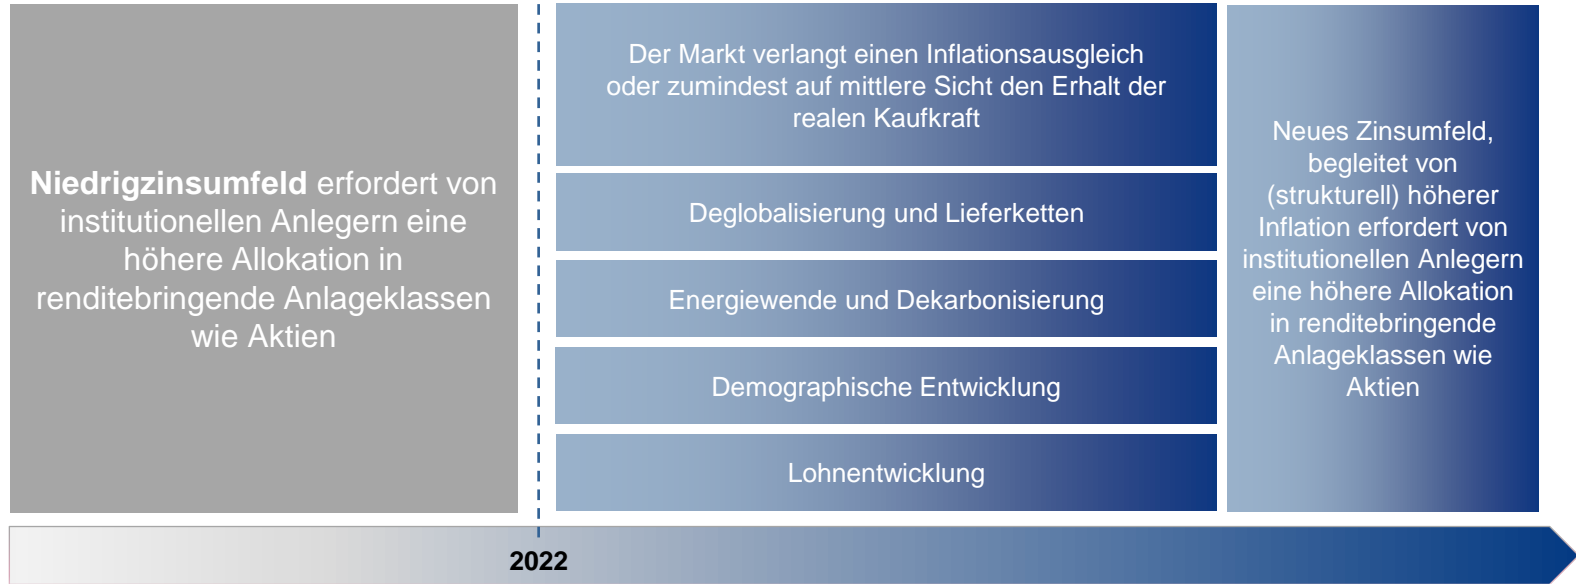 Niedrigzinsumfeld erfordert von
institutionellen Anlegern eine
höhere Allokation in
renditebringende Anlageklassen
wie Aktien
Der Markt verlangt einen Inflationsausgleich
oder zumindest auf mittlere Sicht den Erhalt der
realen Kaufkraft
Deglobalisierung und Lieferketten
Energiewende und Dekarbonisierung
Demographische Entwicklung
Lohnentwicklung
Neues Zinsumfeld,
begleitet von
(strukturell) höherer
Inflation erfordert von
institutionellen Anlegern
eine höhere Allokation
in renditebringende
Anlageklassen wie
Aktien
2022